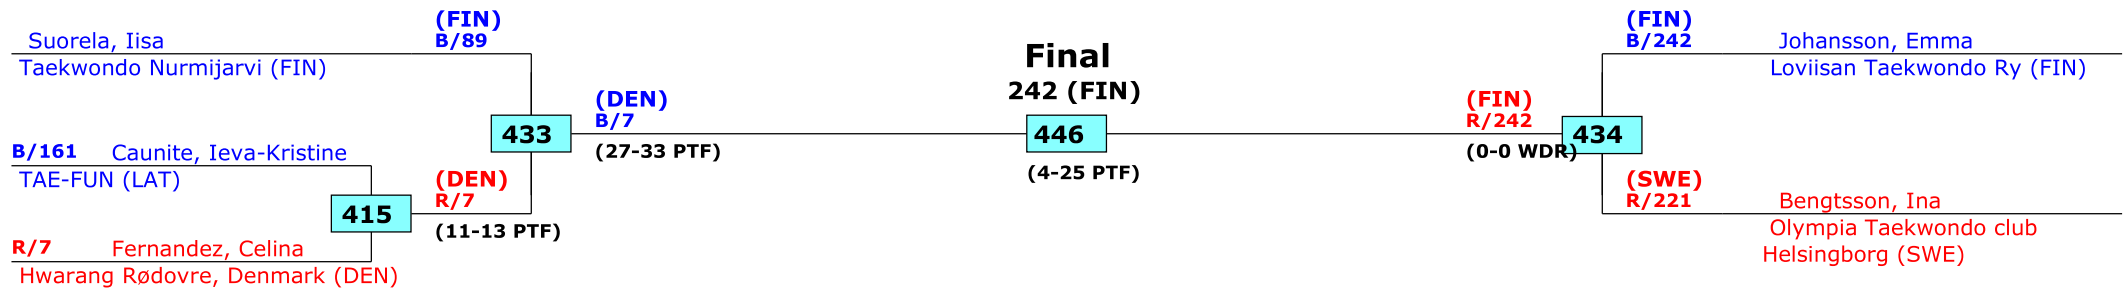 (FIN)
B/89
Suorela, Iisa
Taekwondo Nurmijarvi (FIN)
433
(DEN)
B/7
(27-33 PTF)
B/161 Caunite, Ieva-Kristine
TAE-FUN (LAT)
415
(DEN)
R/7
(11-13 PTF)
R/7 Fernandez, Celina
Hwarang Rødovre, Denmark (DEN)
Final
242 (FIN)
446
(4-25 PTF)
(FIN)
R/242
(0-0 WDR)
434
(FIN)
B/242
Johansson, Emma
Loviisan Taekwondo Ry (FIN)
(SWE)
R/221
Bengtsson, Ina
Olympia Taekwondo club
Helsingborg (SWE)